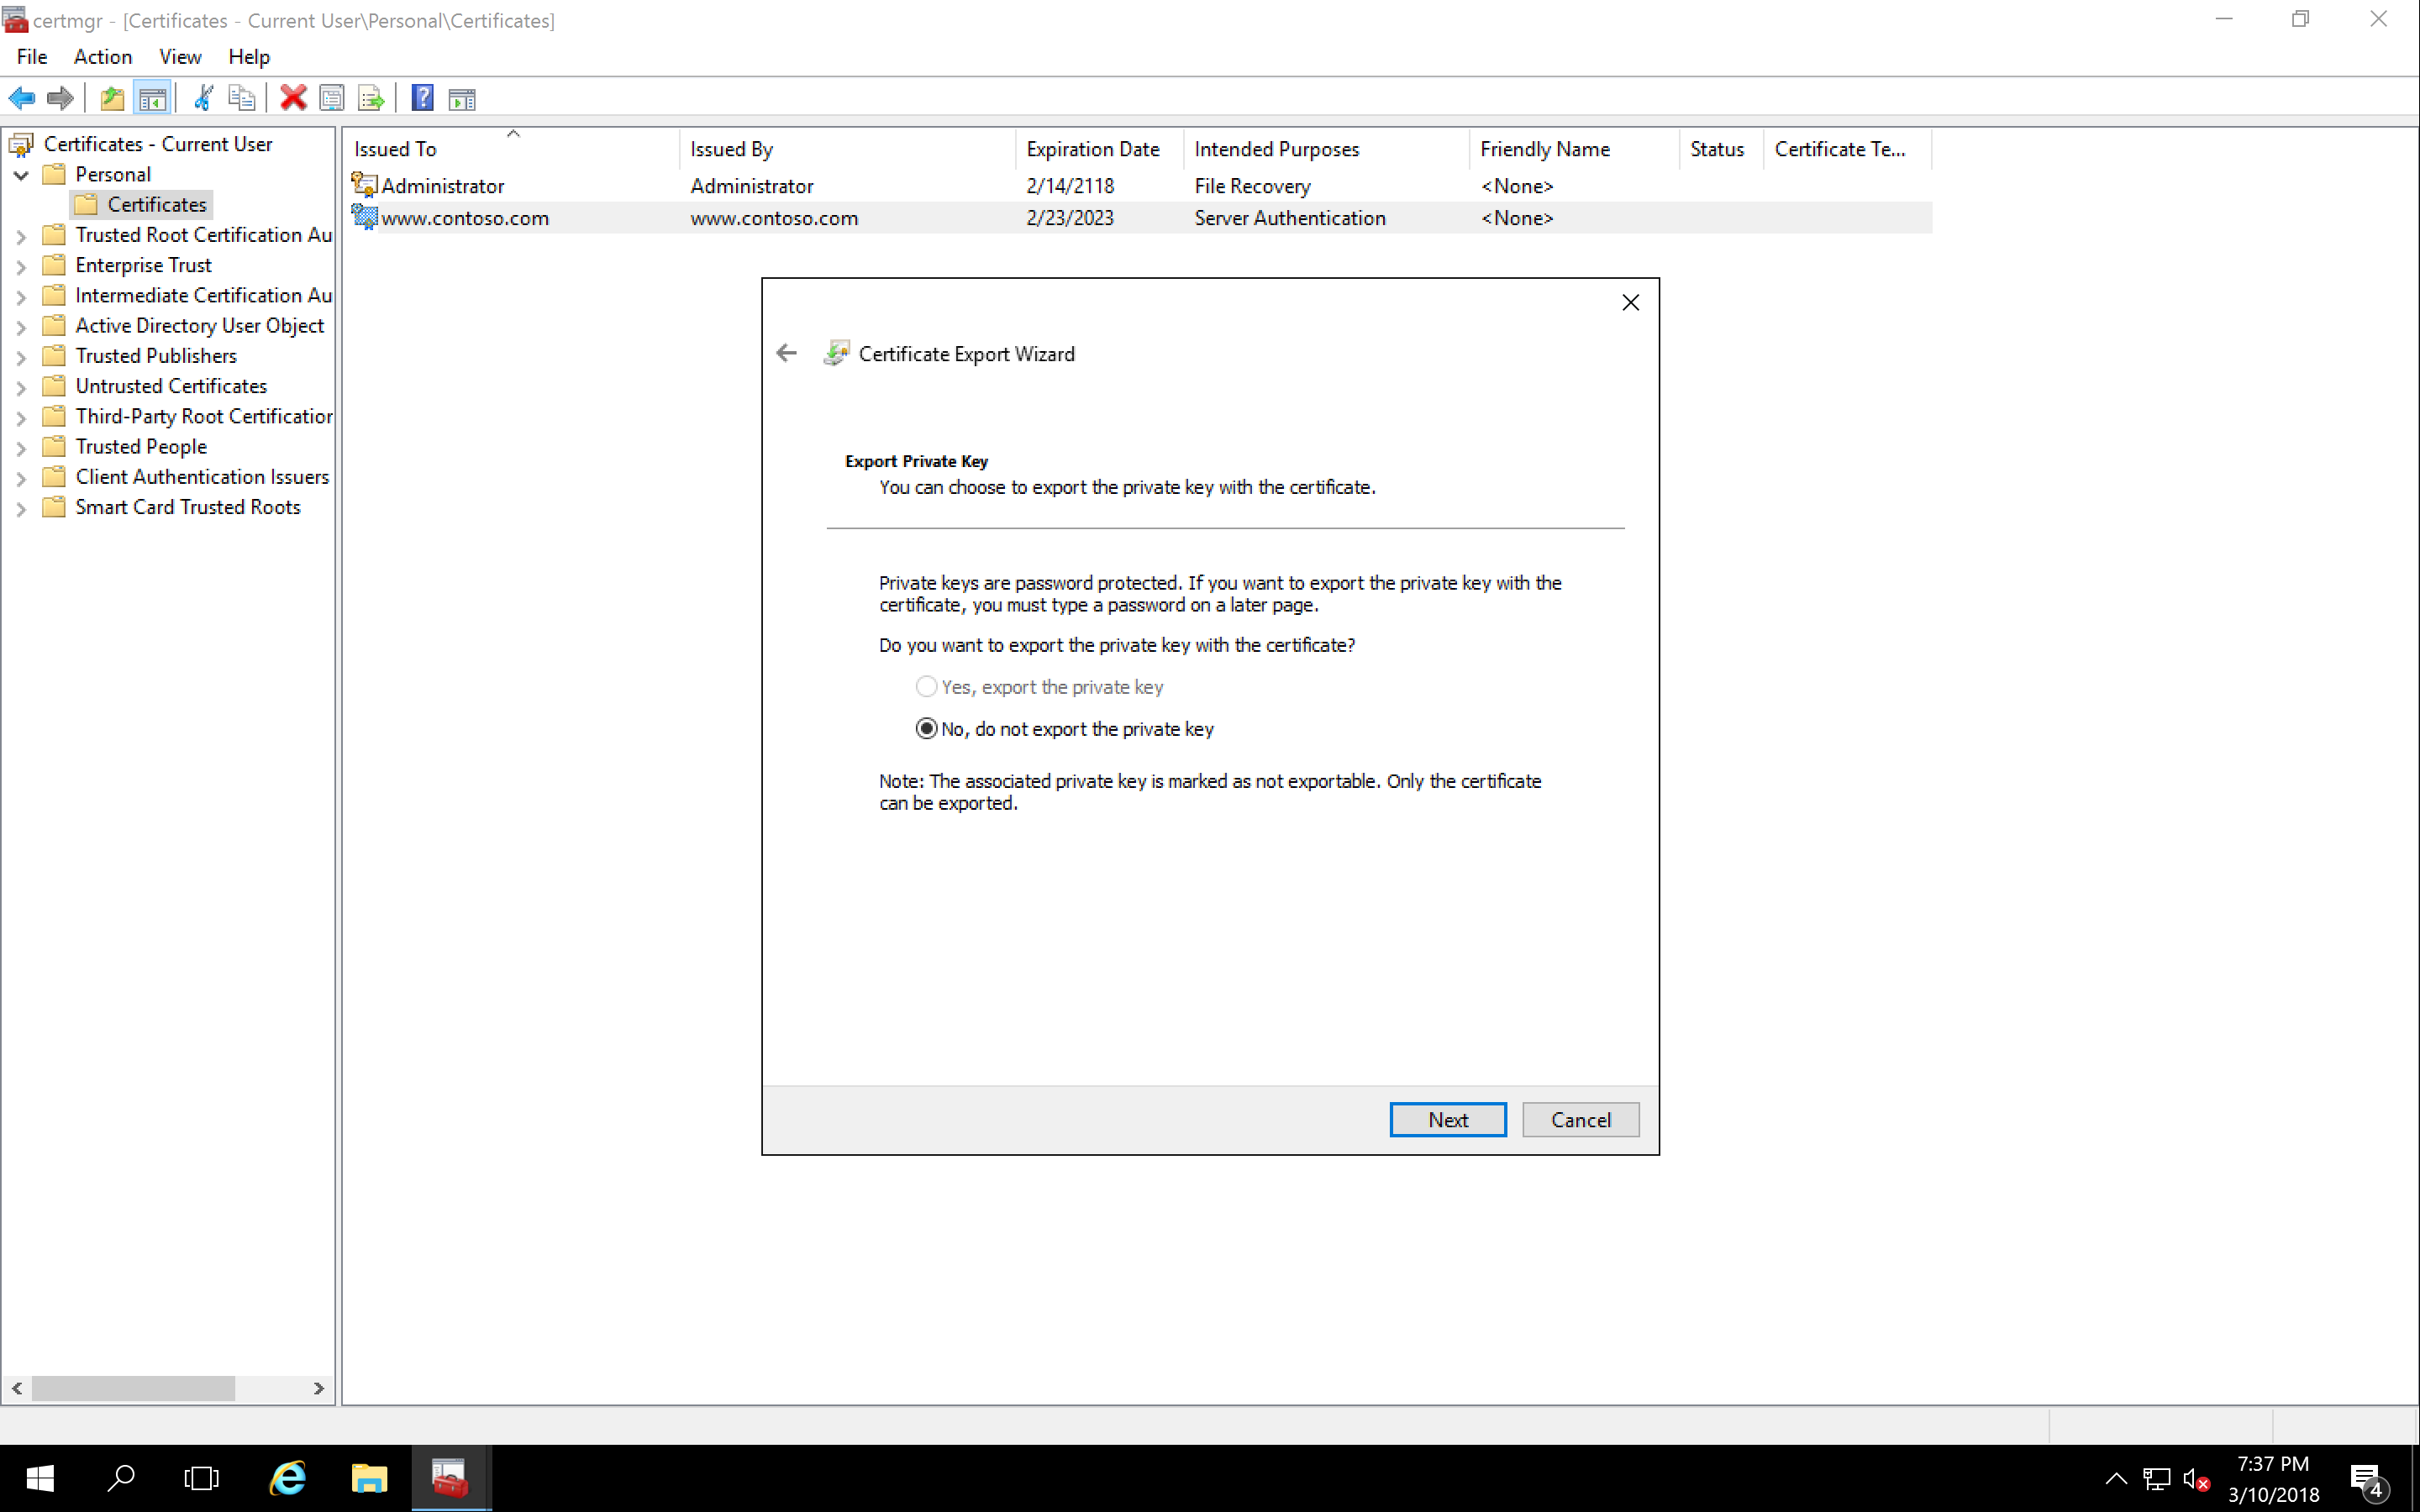 certmgr - [Certificates - Current User\Personal\Certificates]
File Action View Help
Certificates - Current User
Personal
Certificates
Trusted Root Certification Au
Enterprise Trust
Intermediate Certification Au
Active Directory User Object
Trusted Publishers
Untrusted Certificates
Third-Party Root Certification
Trusted People
Client Authentication Issuers
Smart Card Trusted Roots
Issued To Issued By Expiration Date Intended Purposes Friendly Name Status Certificate Te...
Administrator Administrator 2/14/2118 File Recovery <None>
www.contoso.com www.contoso.com 2/23/2023 Server Authentication <None>
Certificate Export Wizard
Export Private Key
You can choose to export the private key with the certificate.
Private keys are password protected. If you want to export the private key with the
certificate, you must type a password on a later page.
Do you want to export the private key with the certificate?
Yes, export the private key
No, do not export the private key
Note: The associated private key is marked as not exportable. Only the certificate
can be exported.
Next Cancel
7:37 PM
3/10/2018
4